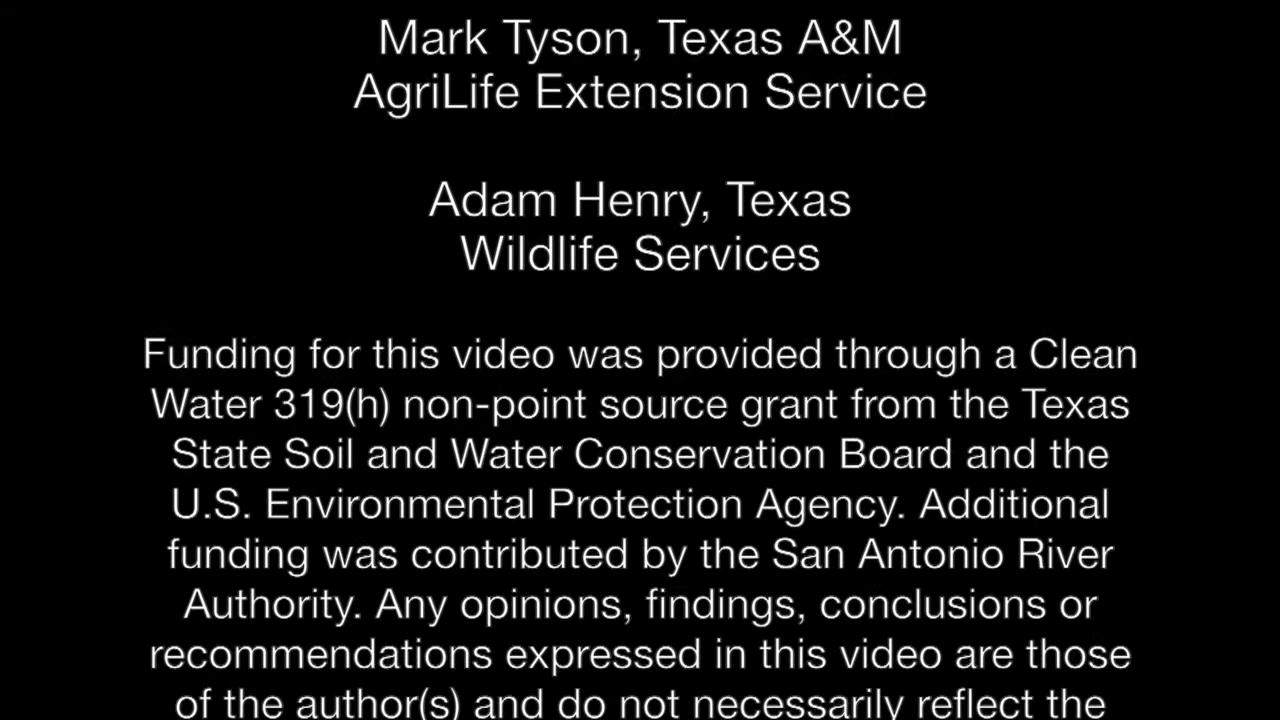 Mark Tyson, Texas A&M
AgriLife Extension Service
Adam Henry, Texas
Wildlife Services
Funding for this video was provided through a Clean
Water 319(h) non-point source grant from the Texas
State Soil and Water Conservation Board and the
U.S. Environmental Protection Agency. Additional
funding was contributed by the San Antonio River
Authority. Any opinions, findings, conclusions or
recommendations expressed in this video are those
of the author(s) and do not necessarily reflect the